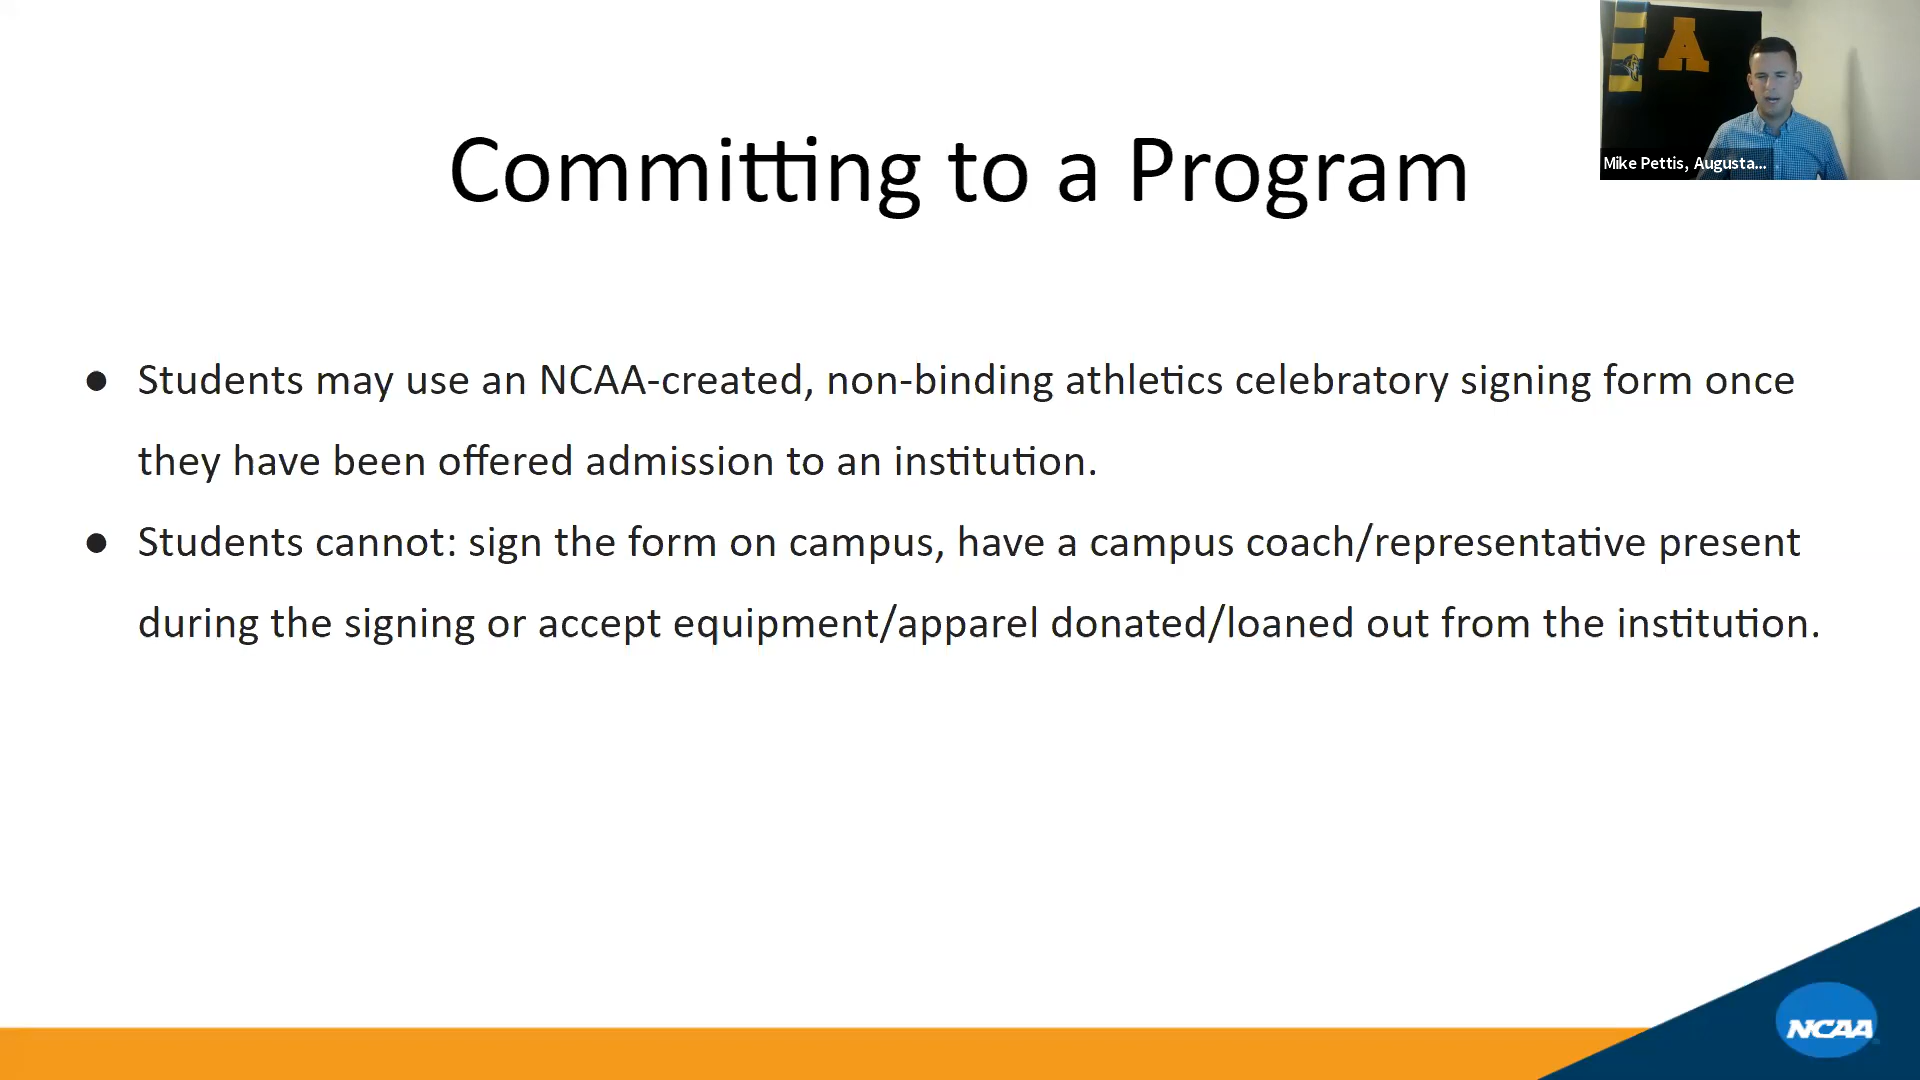 A
Mike Pettis, Augusta...
Committing to a Program
● Students may use an NCAA-created, non-binding athletics celebratory signing form once
they have been offered admission to an institution.
● Students cannot: sign the form on campus, have a campus coach/representative present
during the signing or accept equipment/apparel donated/loaned out from the institution.
NCAA